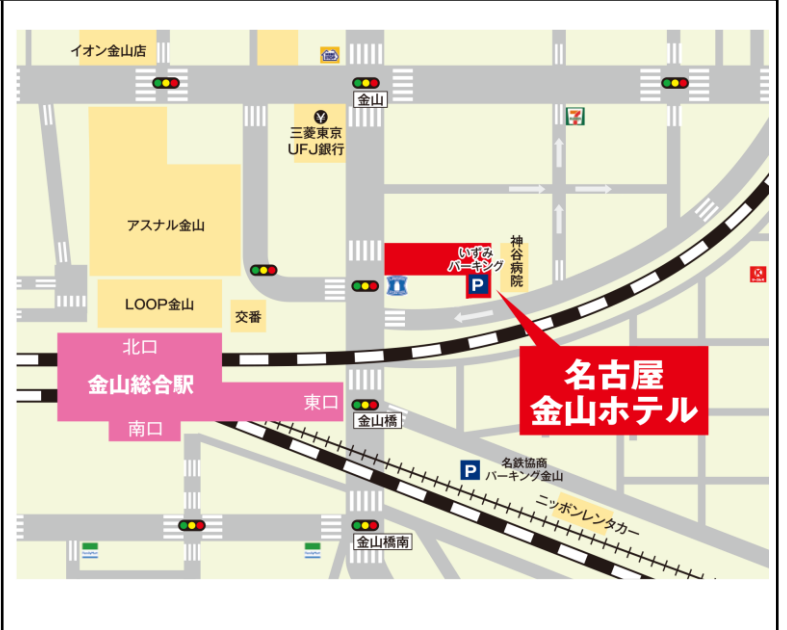 イオン金山店
金山
¥
三菱東京
UFJ銀行
7
アスナル金山
いずみ
パーキング
P
神谷病院
LOOP金山
交番
北口
金山総合駅
東口
南口
名古屋
金山ホテル
金山橋
P
名鉄協商
パーキング金山
ニッポンレンタカー
金山橋南